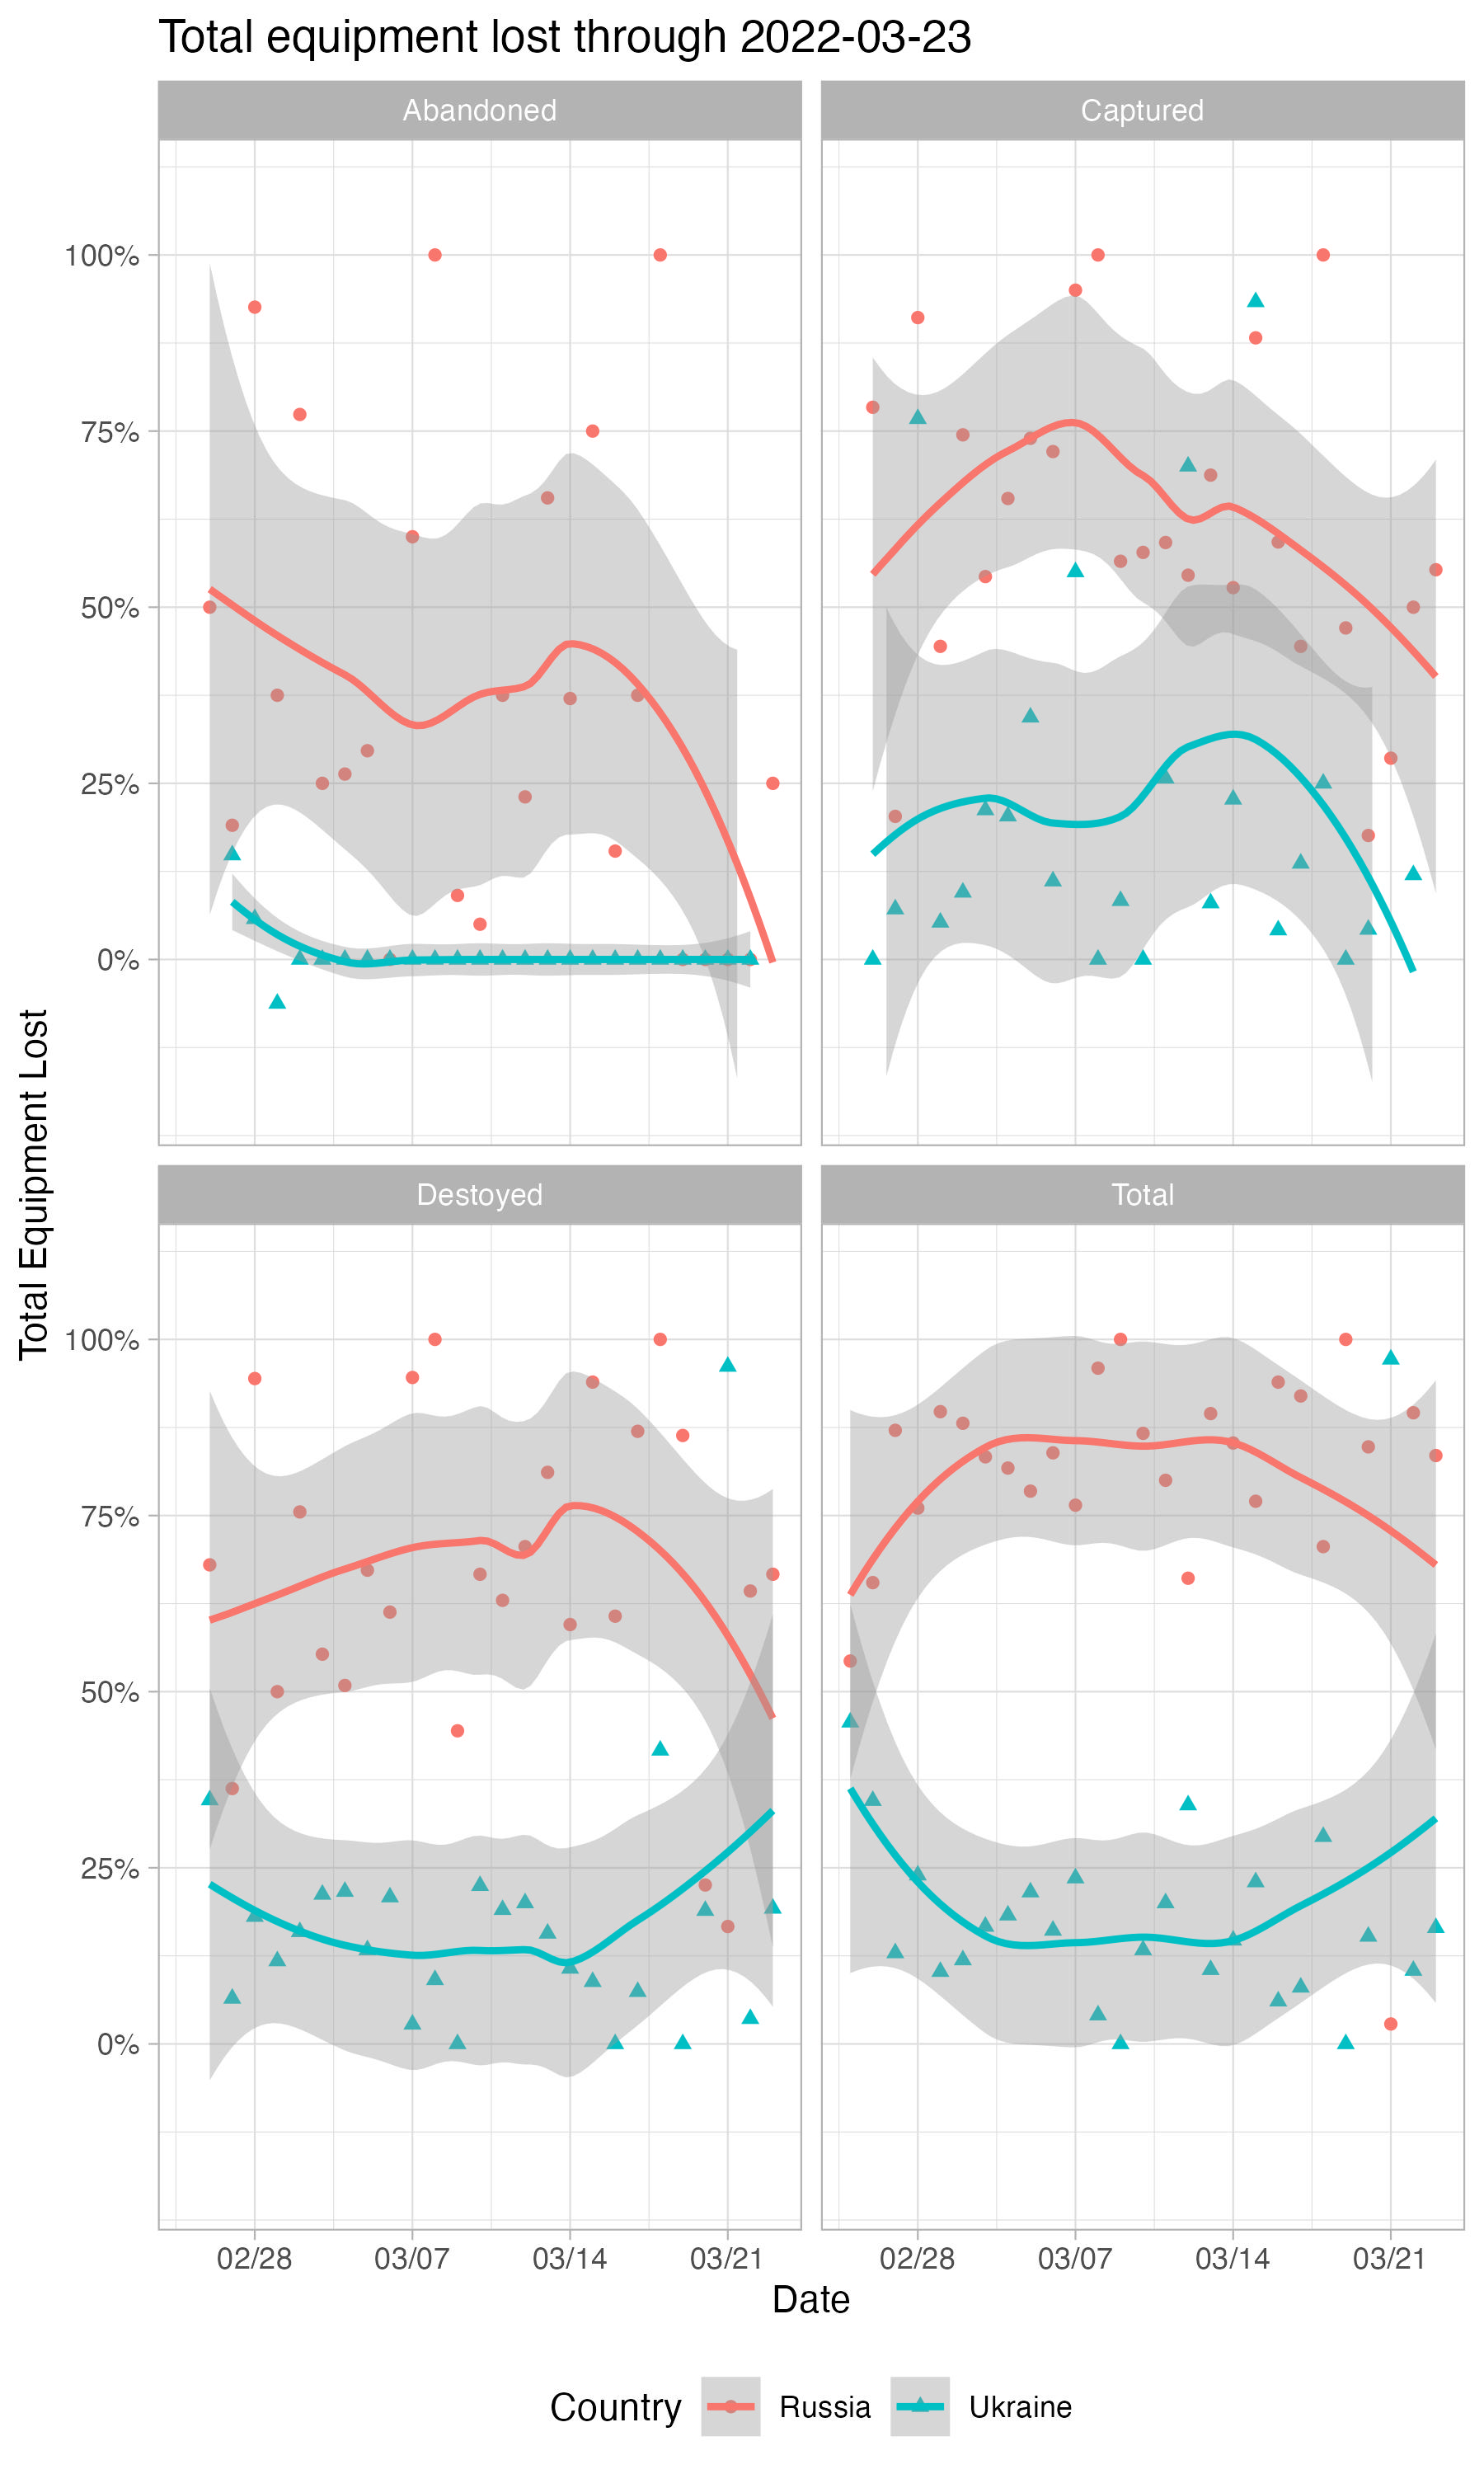 Total equipment lost through 2022-03-23
Abandoned
Captured
100%
75%
50%
25%
0%
Total Equipment Lost
Destoyed
Total
100%
75%
50%
25%
0%
02/28 03/07 03/14 03/21
02/28 03/07 03/14 03/21
Date
Country Russia Ukraine